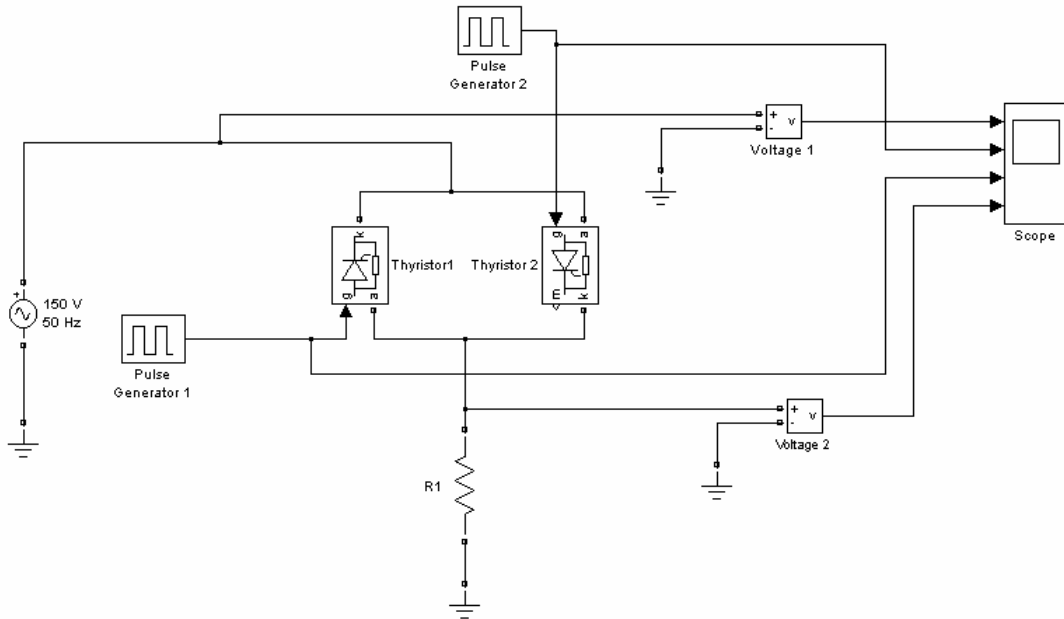 Pulse
Generator 2
+
-
v
Voltage 1
Scope
k
g
a
Thyristor1
Thyristor 2
g
a
m
k
+
150 V
50 Hz
Pulse
Generator 1
+
-
v
Voltage 2
R1